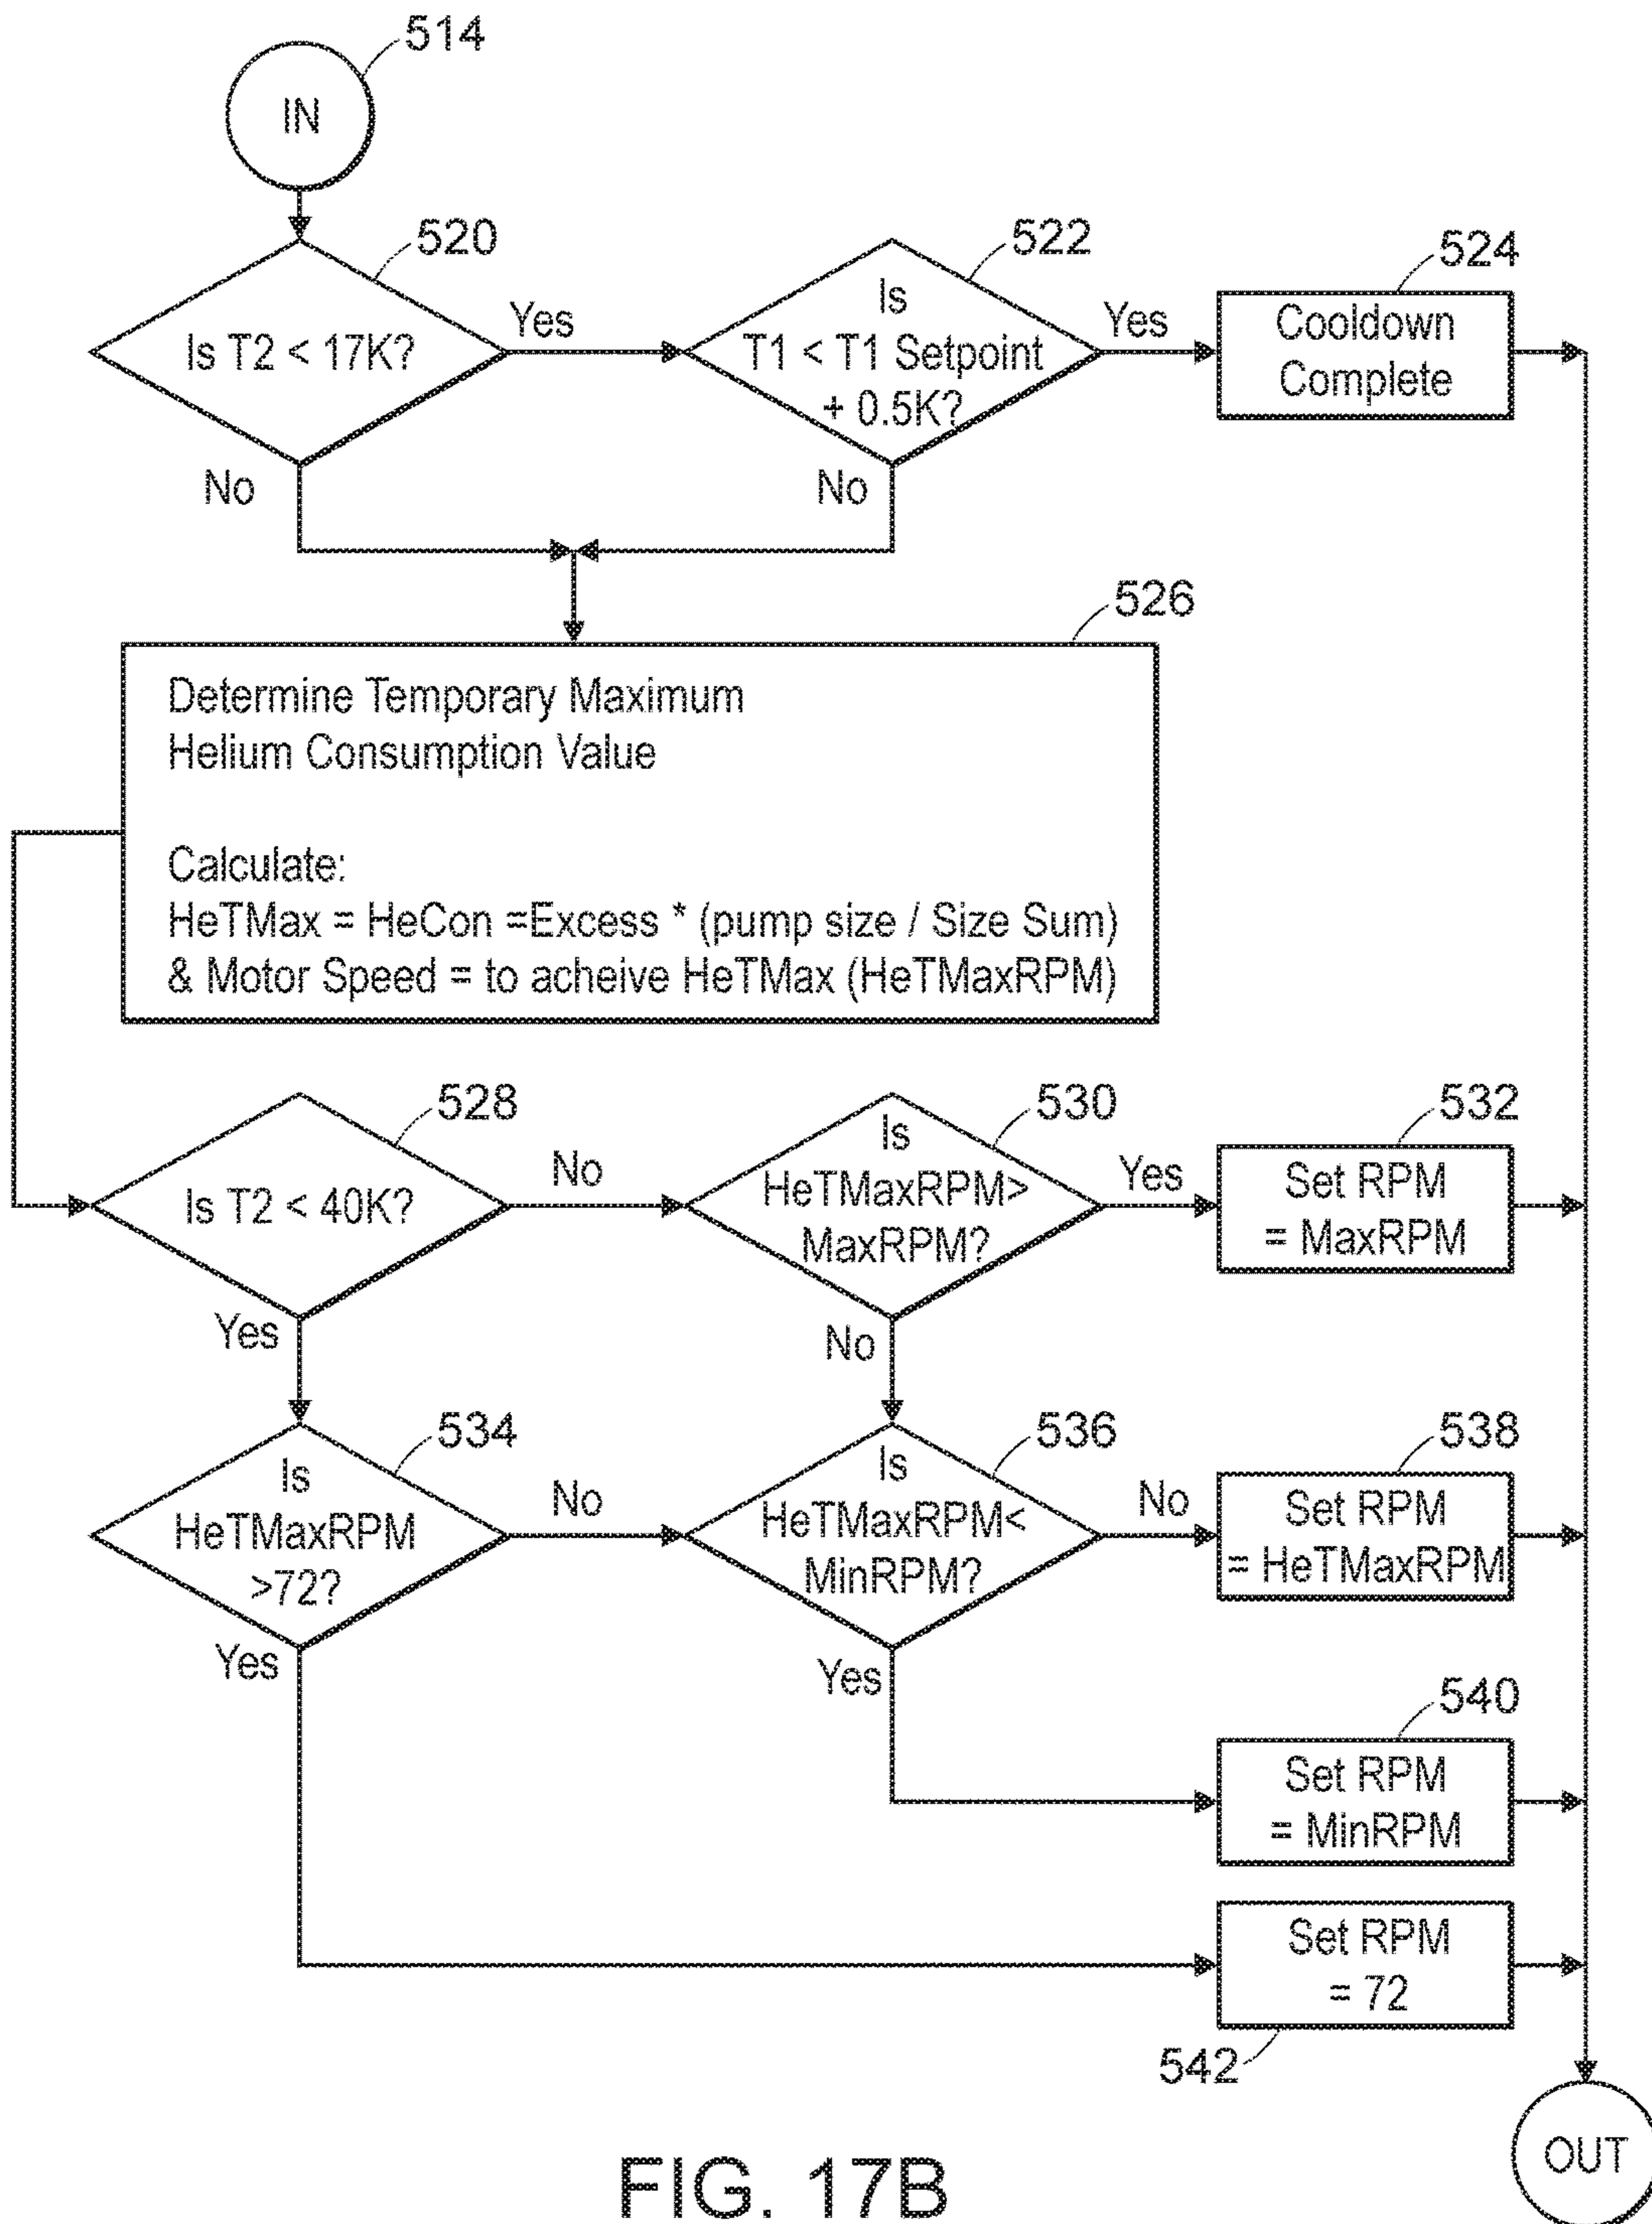 514
IN
520
Is T2 < 17K?
Yes
No
522
Is
T1 < T1 Setpoint
+ 0.5K?
Yes
No
524
Cooldown
Complete
526
Determine Temporary Maximum
Helium Consumption Value
Calculate:
HeTMax = HeCon =Excess * (pump size / Size Sum)
& Motor Speed = to acheive HeTMax (HeTMaxRPM)
528
Is T2 < 40K?
No
Yes
530
Is
HeTMaxRPM>
MaxRPM?
Yes
No
532
Set RPM
= MaxRPM
534
Is
HeTMaxRPM
>72?
No
Yes
536
Is
HeTMaxRPM<
MinRPM?
No
Yes
538
Set RPM
= HeTMaxRPM
540
Set RPM
= MinRPM
Set RPM
= 72
542
OUT
FIG. 17B